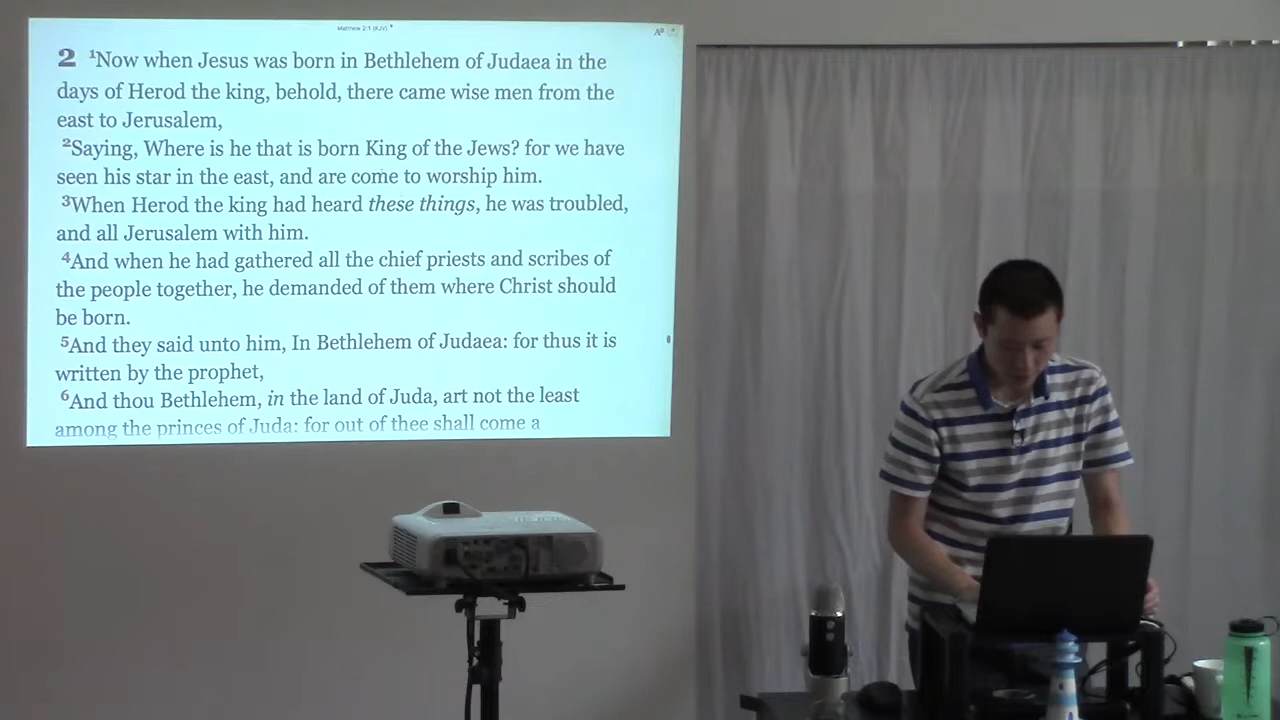 Matthew 2:1 (KJV)
2 ¹Now when Jesus was born in Bethlehem of Judaea in the
days of Herod the king, behold, there came wise men from the
east to Jerusalem,
²Saying, Where is he that is born King of the Jews? for we have
seen his star in the east, and are come to worship him.
³When Herod the king had heard these things, he was troubled,
and all Jerusalem with him.
⁴And when he had gathered all the chief priests and scribes of
the people together, he demanded of them where Christ should
be born.
⁵And they said unto him, In Bethlehem of Judaea: for thus it is
written by the prophet,
⁶And thou Bethlehem, in the land of Juda, art not the least
among the princes of Juda: for out of thee shall come a